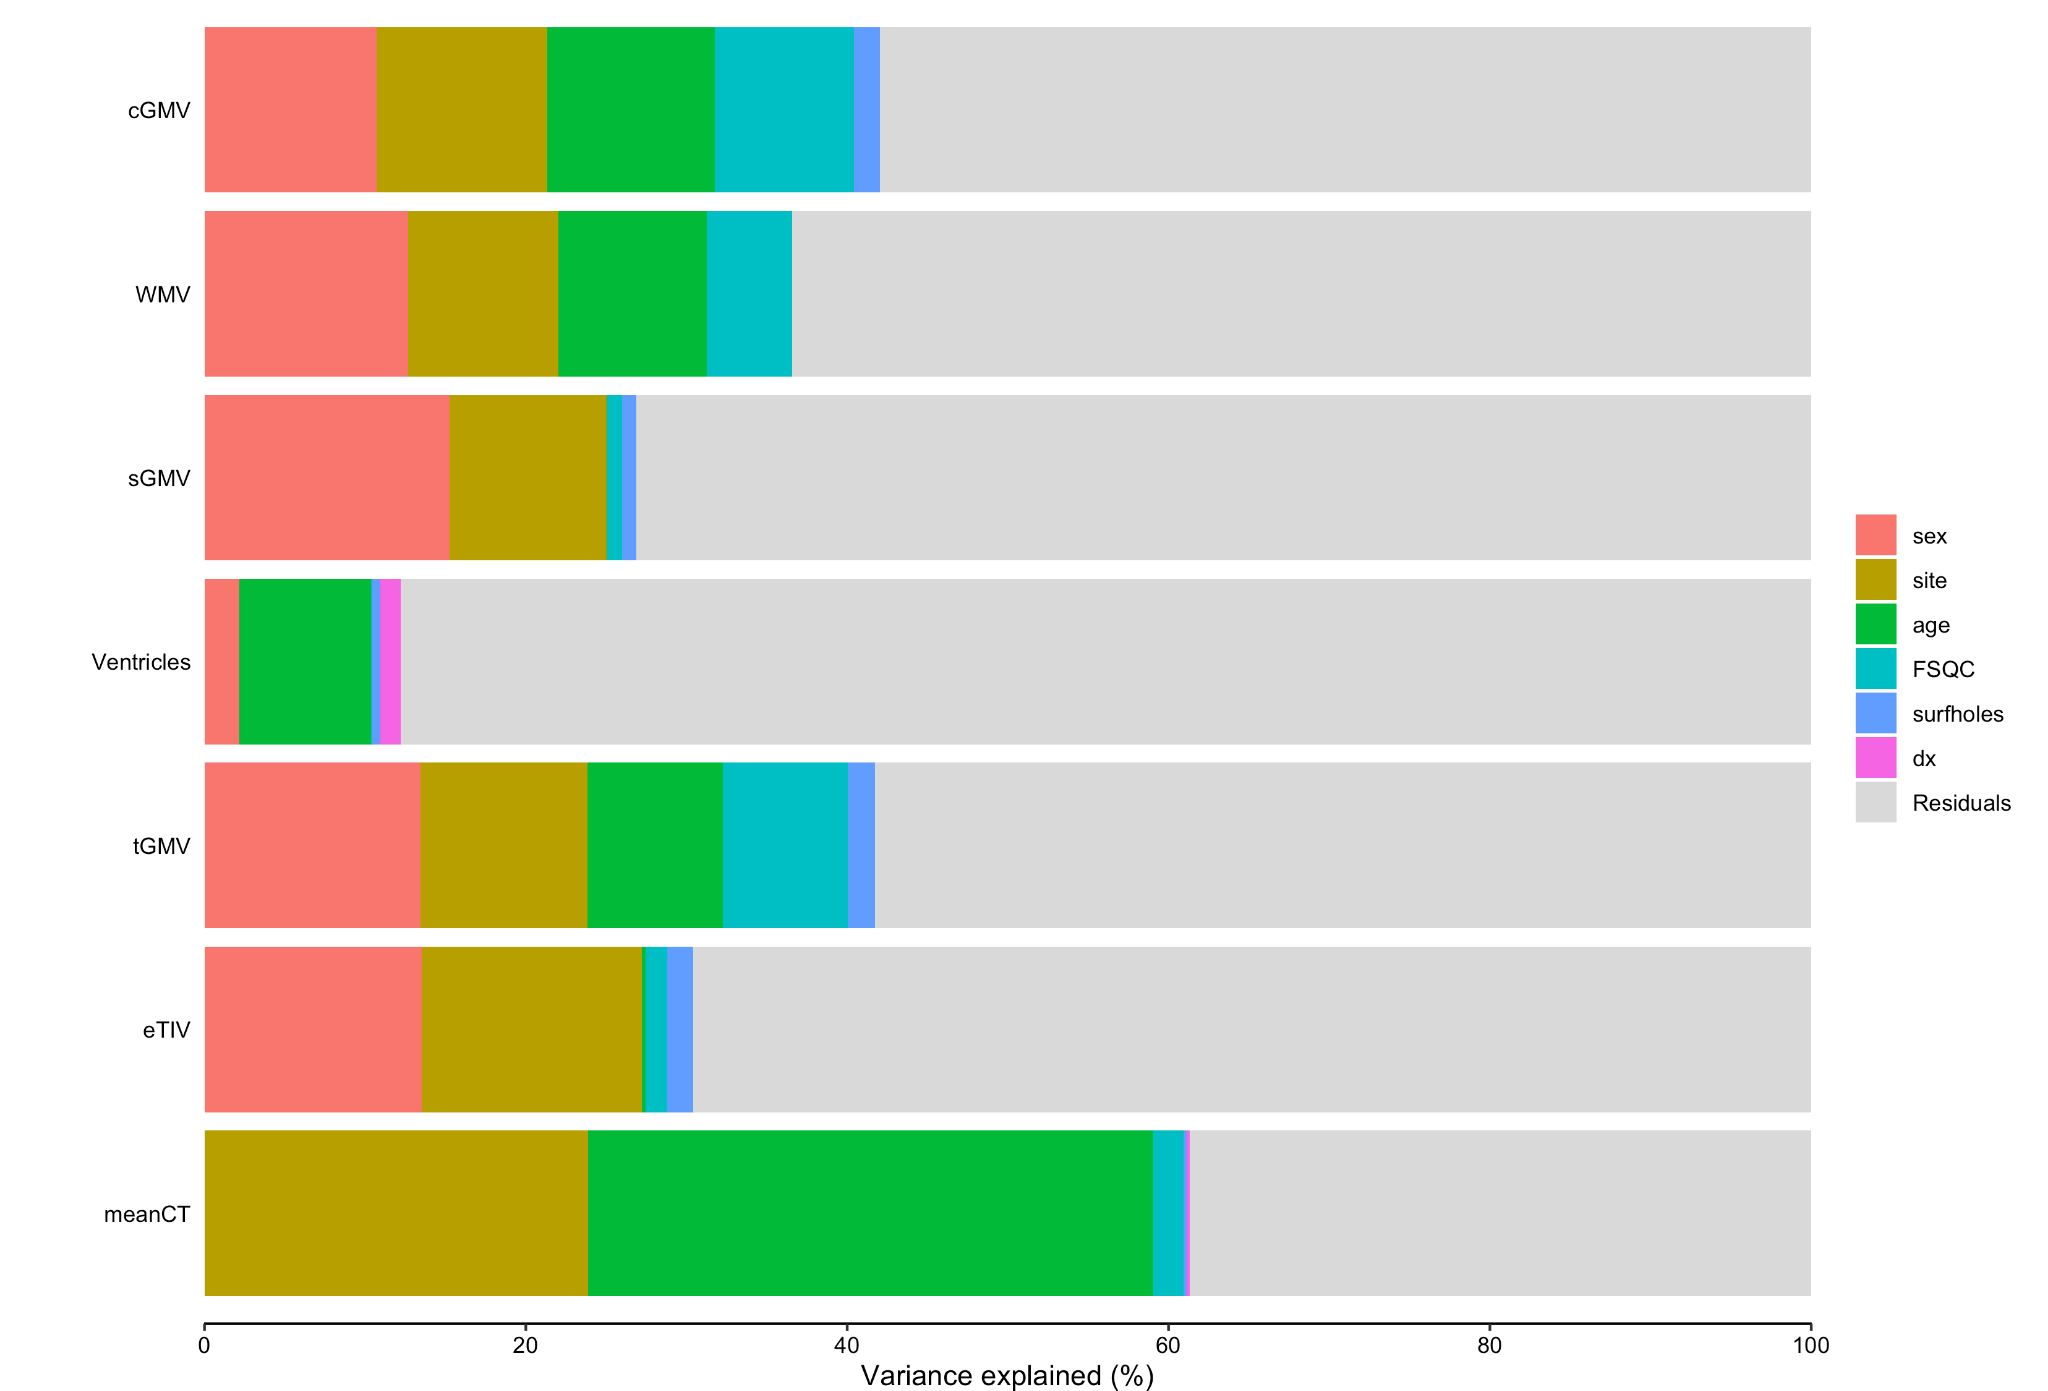 cGMV
WMV
sGMV
Ventricles
tGMV
eTIV
meanCT
0 20 40 60 80 100
Variance explained (%)
sex
site
age
FSQC
surfholes
dx
Residuals